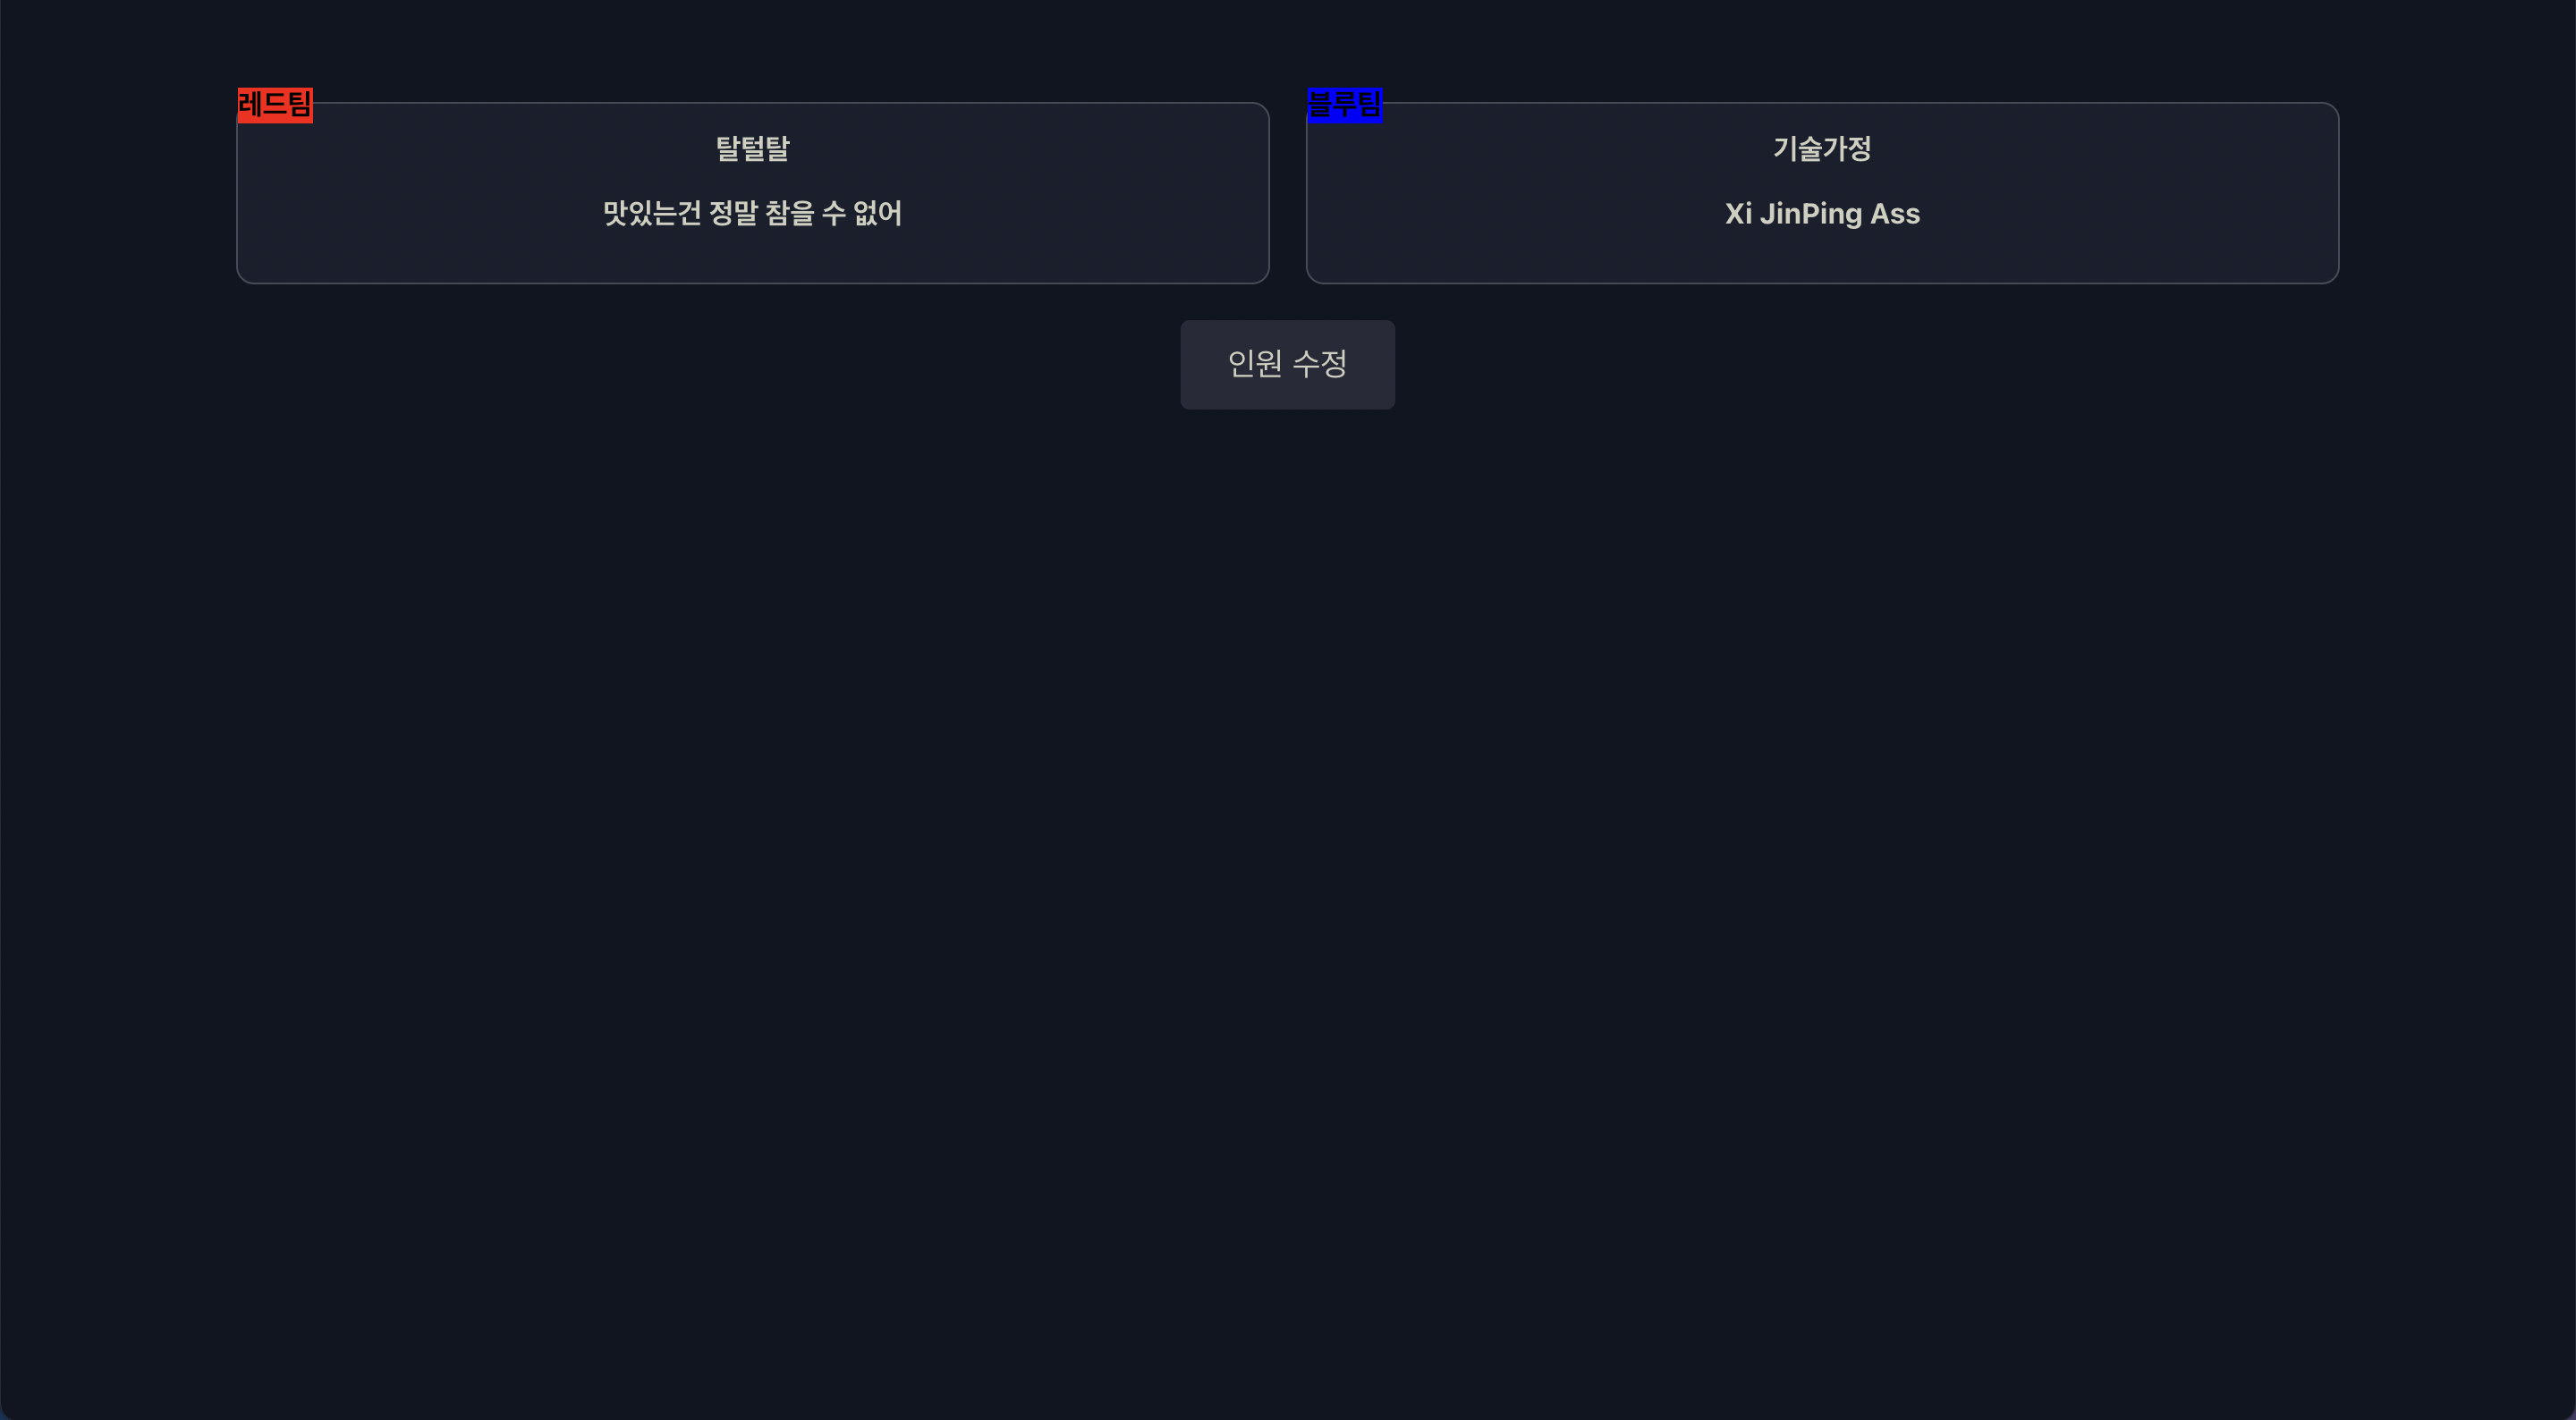 레드팀
탈털탈
맛있는건 정말 참을 수 없어
블루팀
기술가정
Xi JinPing Ass
인원 수정